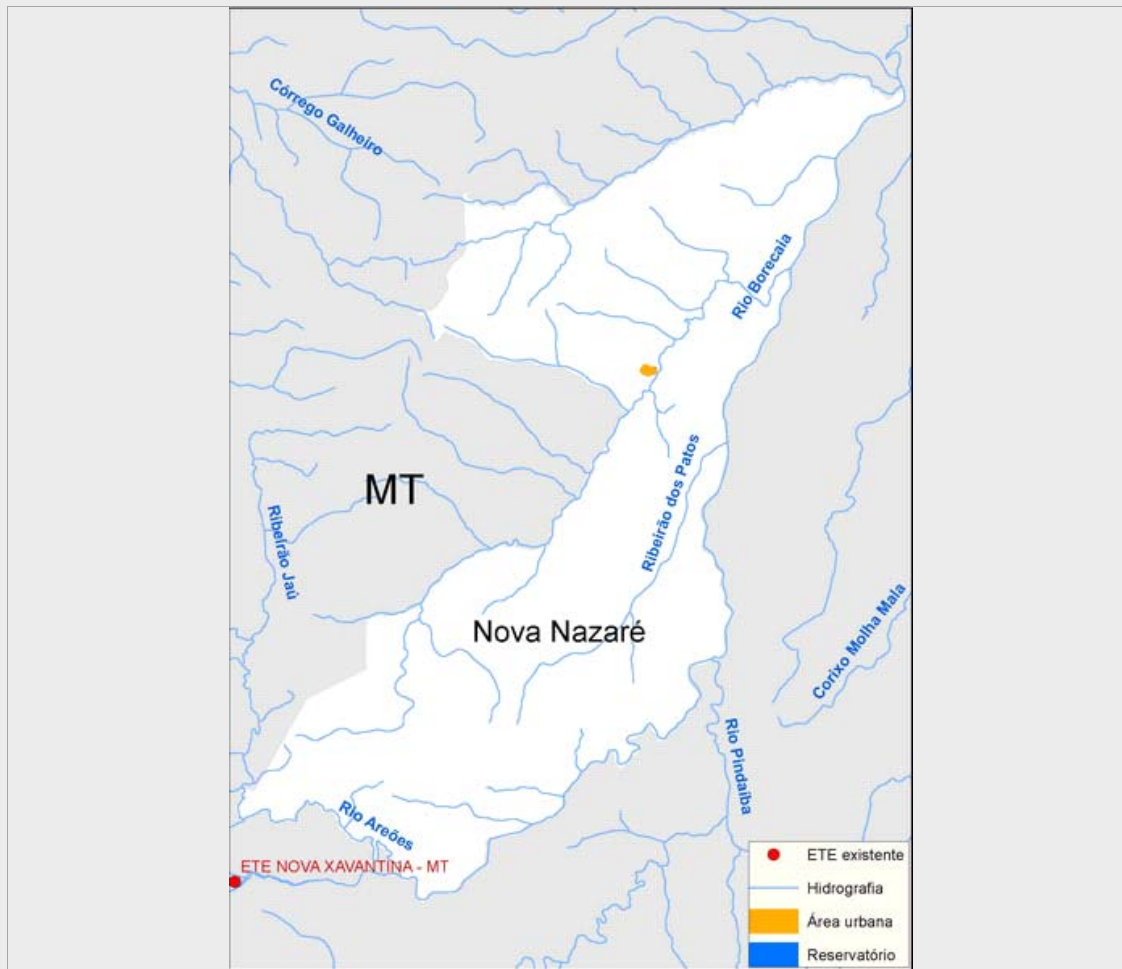 Córrego Galheiro
Rio Borecaia
MT
Ribeirão dos Patos
Ribeirão Jaú
Nova Nazaré
Corixo Molha Mala
Rio Pindaíba
Rio Areões
ETE NOVA XAVANTINA - MT
ETE existente
Hidrografia
Área urbana
Reservatório